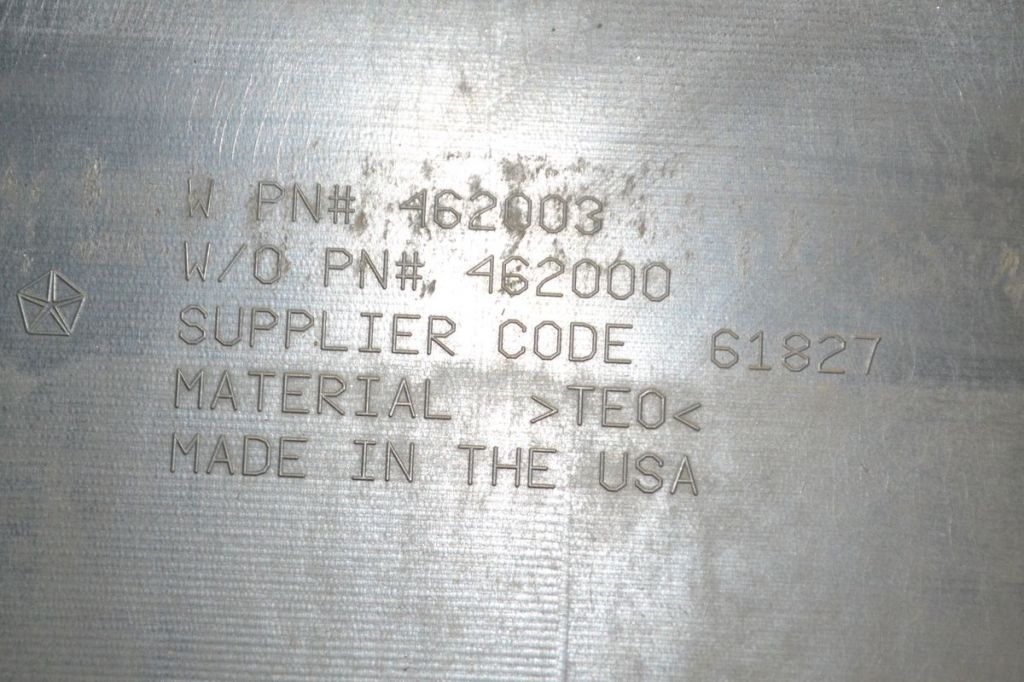 W PN# 462003
W/O PN# 462000
SUPPLIER CODE 61827
MATERIAL >TEO<
MADE IN THE USA